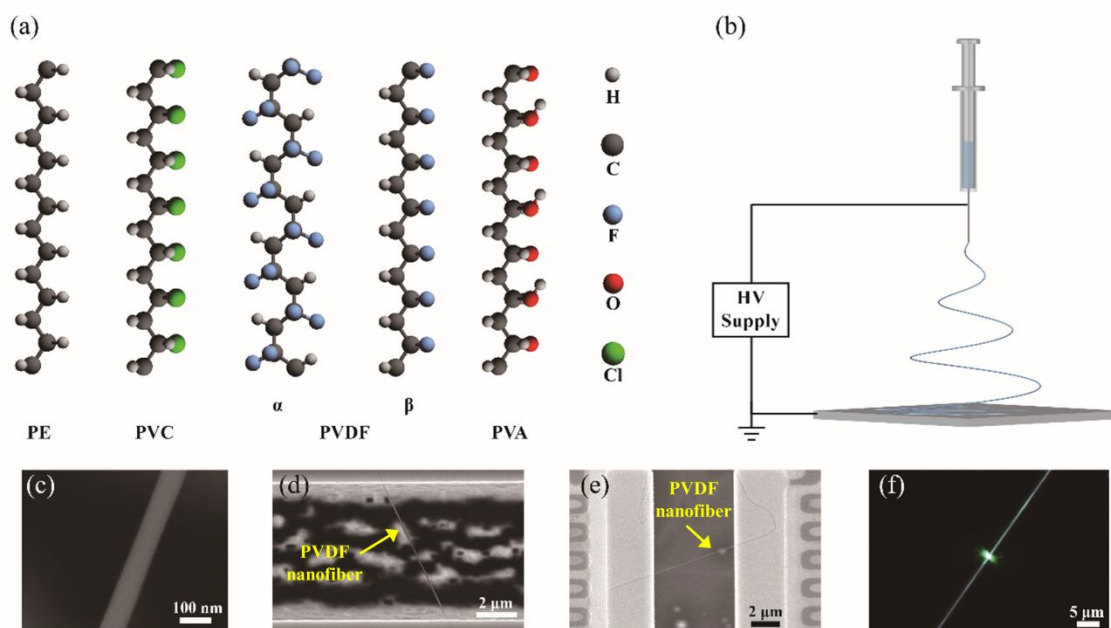 (a)
(b)
H
C
F
O
Cl
HV
Supply
α
β
PE
PVC
PVDF
PVA
(c)
100 nm
(d)
PVDF
nanofiber
2 μm
(e)
PVDF
nanofiber
2 μm
(f)
5 μm